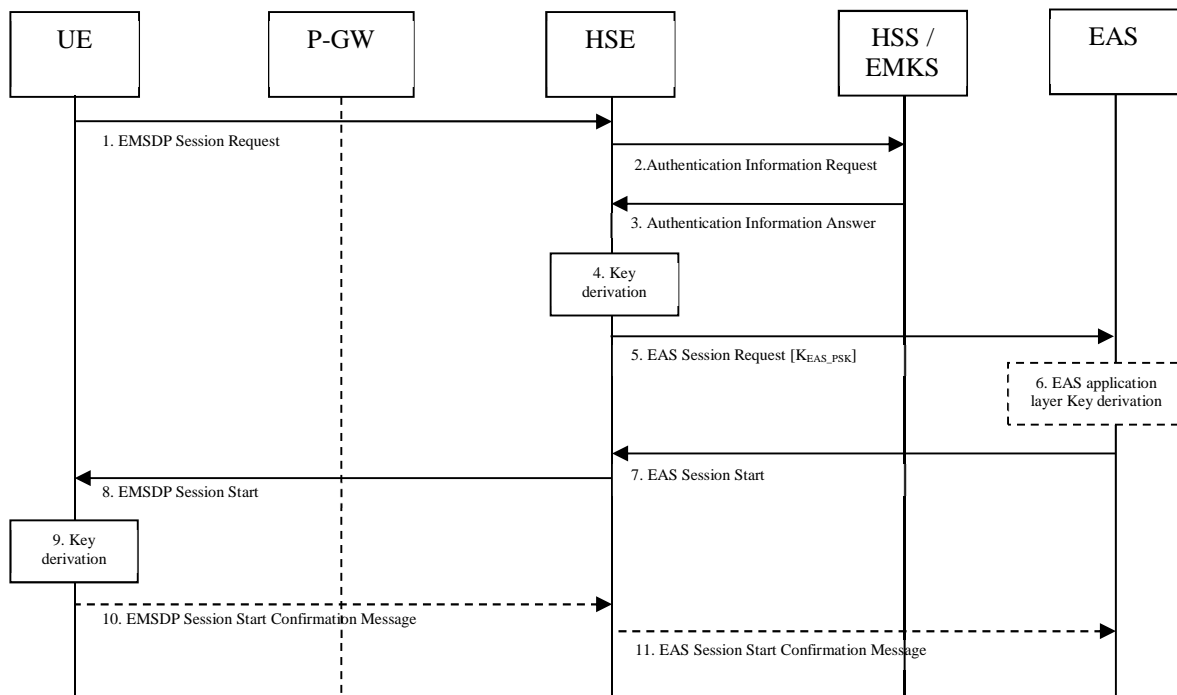 UE
P-GW
HSE
HSS /
EMKS
EAS
1. EMSDP Session Request
2.Authentication Information Request
3. Authentication Information Answer
4. Key
derivation
5. EAS Session Request [KEAS_PSK]
6. EAS application
layer Key derivation
7. EAS Session Start
8. EMSDP Session Start
9. Key
derivation
10. EMSDP Session Start Confirmation Message
11. EAS Session Start Confirmation Message